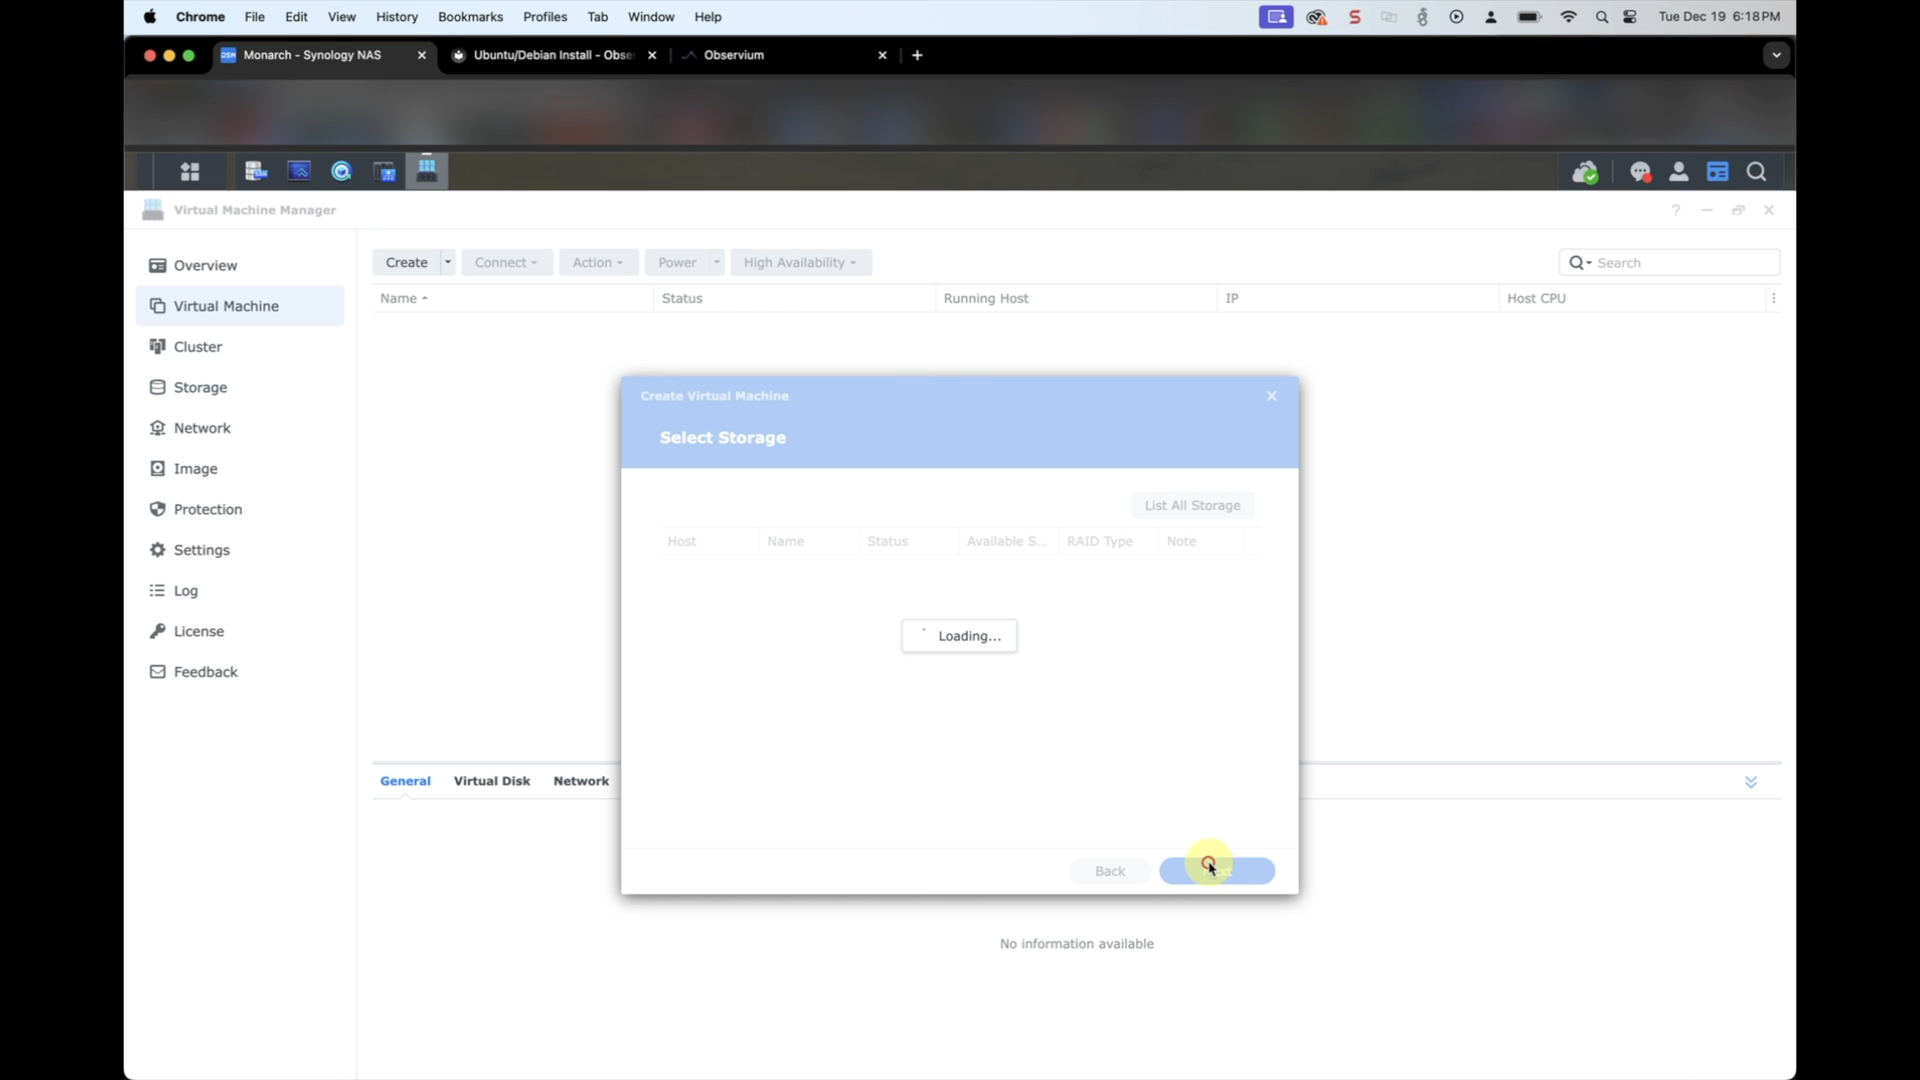 Chrome File Edit View History Bookmarks Profiles Tab Window Help Tue Dec 19 6:18 PM
Monarch - Synology NAS Ubuntu/Debian Install - Obse Observium
Virtual Machine Manager
Overview
Virtual Machine
Cluster
Storage
Network
Image
Protection
Settings
Log
License
Feedback
Create Connect Action Power High Availability Search
Name Status Running Host IP Host CPU
Create Virtual Machine
Select Storage
List All Storage
Host Name Status Available S... RAID Type Note
Loading...
Back
General Virtual Disk Network
No information available